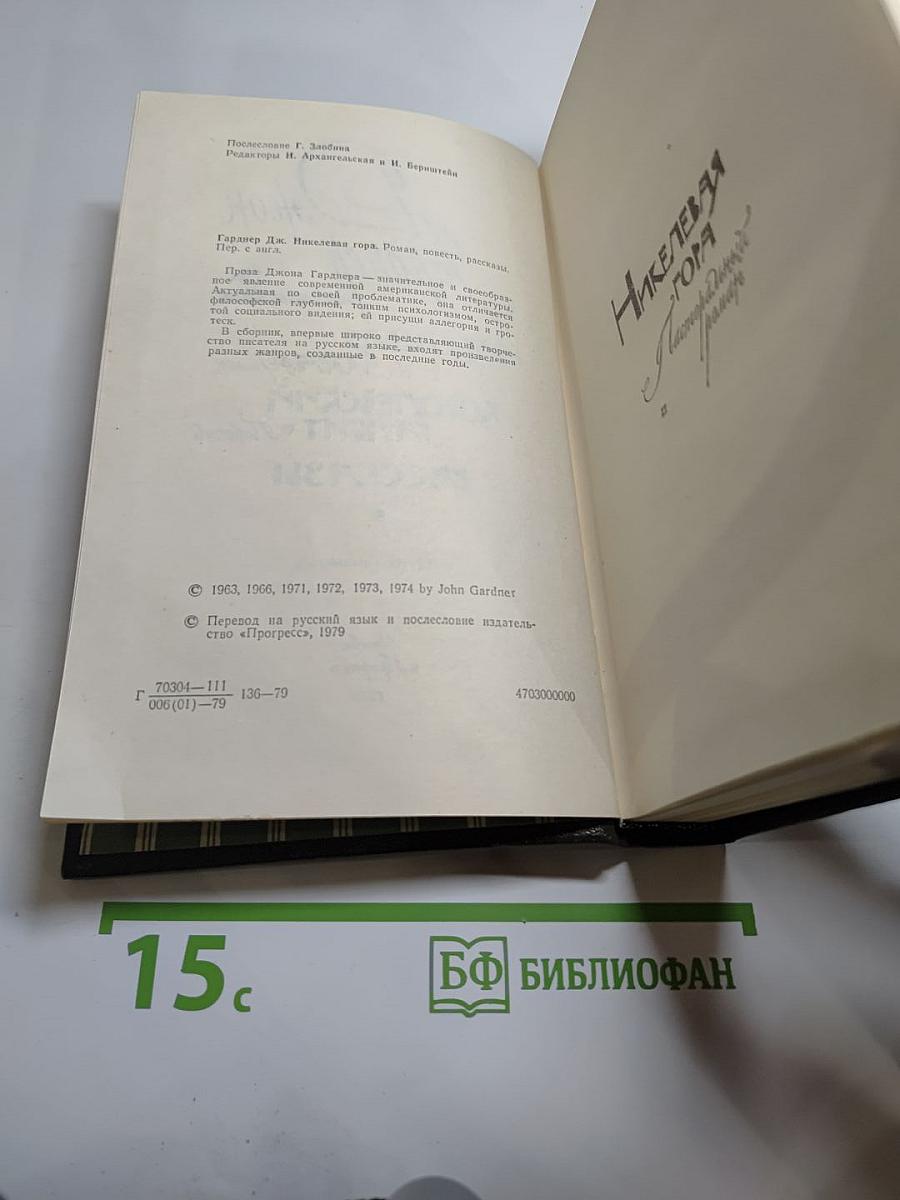 Послесловие Г. Злобина
Редакторы Н. Архангельская и И. Бернштейн
Гарднер Дж. Никелевая гора. Роман, повесть, рассказы.
Пер. с англ.
Проза Джона Гарднера — значительное и своеобраз-
ное явление современной американской литературы.
Актуальная по своей проблематике, она отличается
философской глубиной, тонким психологизмом, остро-
той социального видения; ей присущи аллегория и гро-
теск.
В сборник, впервые широко представляющий творче-
ство писателя на русском языке, входят произведения
разных жанров, созданные в последние годы.
© 1963, 1966, 1971, 1972, 1973, 1974 by John Gardner
© Перевод на русский язык и послесловие издатель-
ство «Прогресс», 1979
Г 70304—111 136—79
006(01)—79
4703000000
НИКЕЛЕВАЯ
ГОРА
Пасторальный
роман
15 с
БФ БИБЛИОФАН